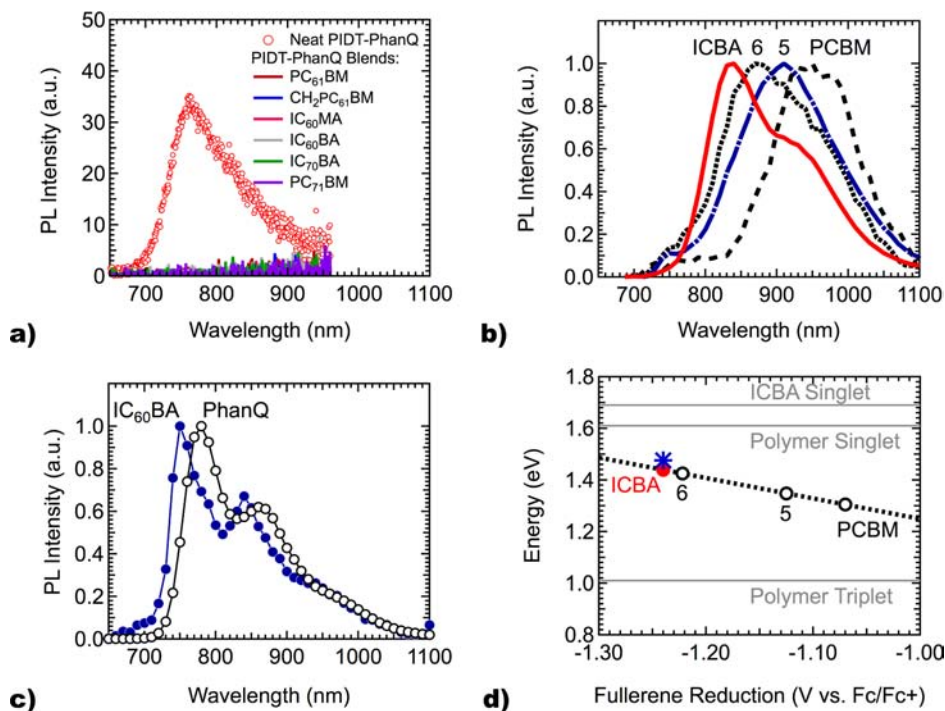 50
40
30
20
10
0
PL Intensity (a.u.)
Neat PIDT-PhanQ
PIDT-PhanQ Blends:
PC₆₁BM
CH₂PC₆₁BM
IC₆₀MA
IC₆₀BA
IC₇₀BA
PC₇₁BM
700 800 900 1000 1100
Wavelength (nm)
a)
ICBA 6 5 PCBM
1.0
0.8
0.6
0.4
0.2
0.0
PL Intensity (a.u.)
700 800 900 1000 1100
Wavelength (nm)
b)
IC₆₀BA PhanQ
1.0
0.8
0.6
0.4
0.2
0.0
PL Intensity (a.u.)
700 800 900 1000 1100
Wavelength (nm)
c)
1.8
1.6
1.4
1.2
1.0
0.8
Energy (eV)
ICBA Singlet
Polymer Singlet
ICBA
6
5
PCBM
Polymer Triplet
-1.30 -1.20 -1.10 -1.00
Fullerene Reduction (V vs. Fc/Fc+)
d)